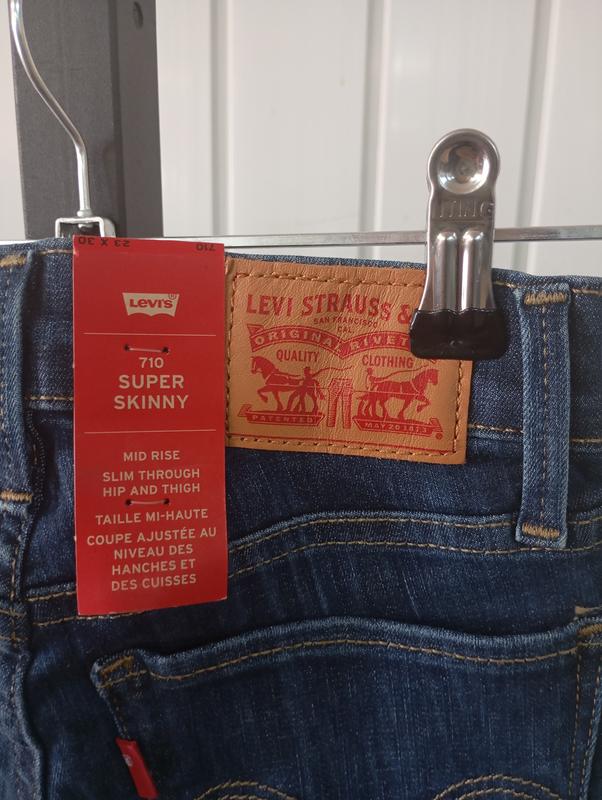 710
23 X 30
LEVI'S®
710
SUPER
SKINNY
MID RISE
SLIM THROUGH
HIP AND THIGH
TAILLE MI-HAUTE
COUPE AJUSTÉE AU
NIVEAU DES
HANCHES ET
DES CUISSES
LEVI STRAUSS &
SAN FRANCISCO
CAL.
ORIGINAL RIVET
QUALITY CLOTHING
PATENTED
MAY 20 1873